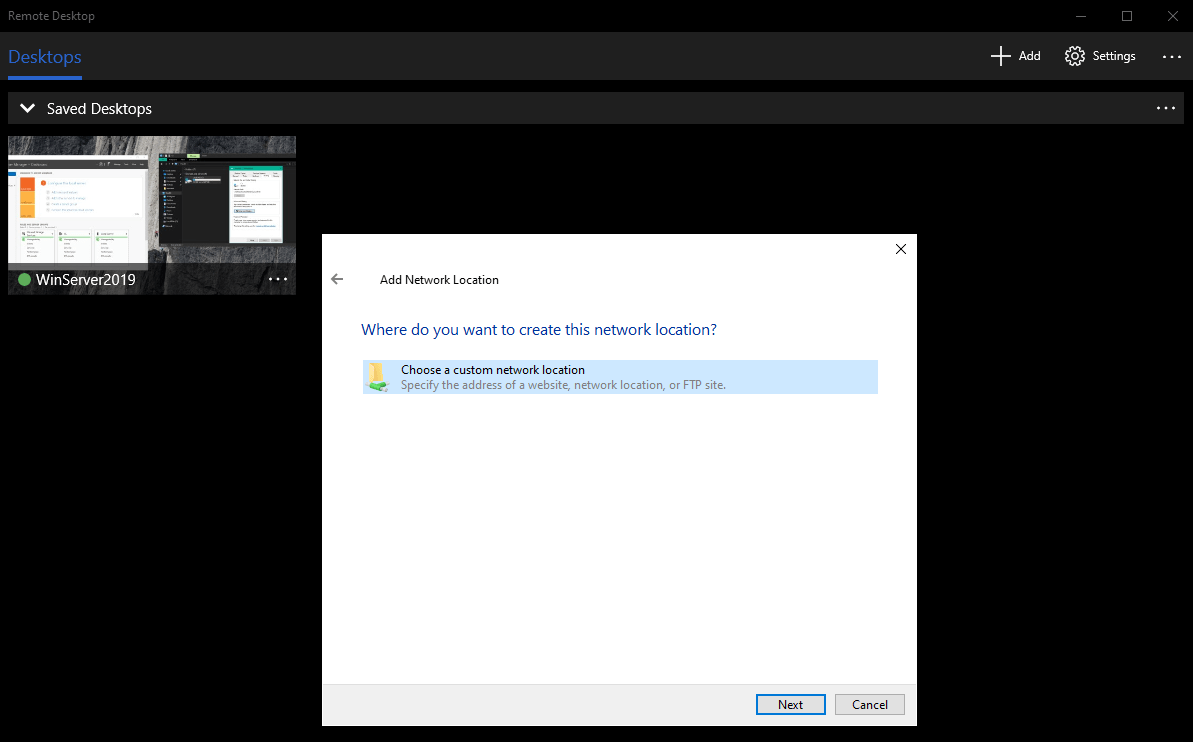 Remote Desktop
Desktops
Add
Settings
Saved Desktops
WinServer2019
Add Network Location
Where do you want to create this network location?
Choose a custom network location
Specify the address of a website, network location, or FTP site.
Next
Cancel